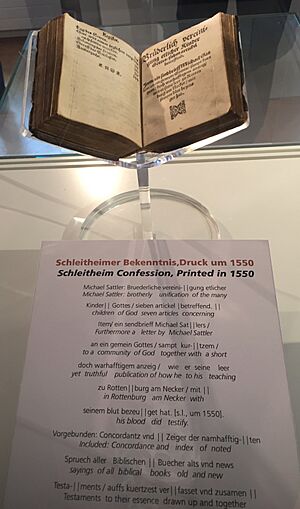 Brüderlich vereini-
gung etlicher Kinder
Schleitheimer Bekenntnis,Druck um 1550
Schleitheim Confession, Printed in 1550
Michael Sattler: Bruederliche vereini-||gung etlicher
Michael Sattler: brotherly unification of the many
Kinder|| Gottes / sieben artickel |betreffend. ||
children of God seven articles concerning
Item/ ein sendbrieff Michael Sat||lers /
Furthermore a letter by Michael Sattler
an ein gemein Gottes / sampt kur-||tzem /
to a community of God together with a short
doch warhafftigem anzeig / wie er seine leer
yet truthful publication of how he to his teaching
zu Rotten||burg am Necker / mit ||
in Rottenburg am Necker with
seinem blut bezeu||get hat. [s.l., um 1550].
his blood did testify.
Vorgebunden: Concordantz vnd || Zeiger der namhafftig-||ten
Included: Concordance and index of noted
Spruech aller Biblischen || Buecher alts vnd news
sayings of all biblical books old and new
Testa-||ments / auffs kuertzest ver||fasset vnd zusamen ||
Testaments to their essence drawn up and together